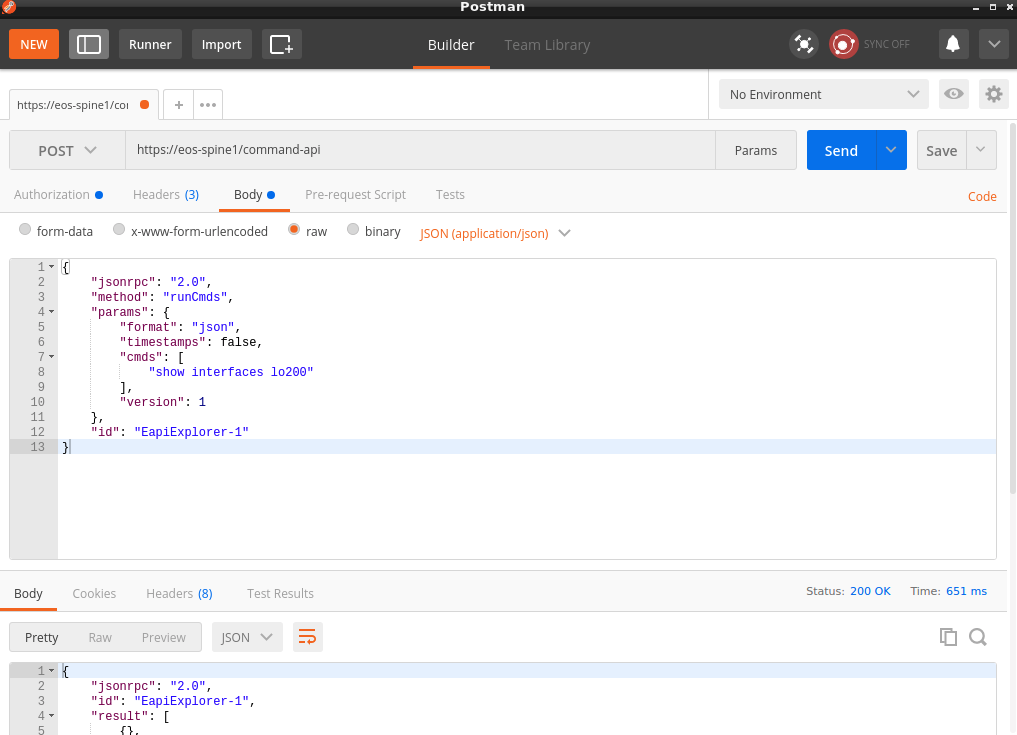 Postman
NEW Runner Import Builder Team Library SYNC OFF
https://eos-spine1/cor No Environment
POST https://eos-spine1/command-api Params Send Save
Authorization Headers (3) Body Pre-request Script Tests Code
form-data x-www-form-urlencoded raw binary JSON (application/json)
1 {
2 "jsonrpc": "2.0",
3 "method": "runCmds",
4 "params": {
5 "format": "json",
6 "timestamps": false,
7 "cmds": [
8 "show interfaces lo200"
9 ],
10 "version": 1
11 },
12 "id": "EapiExplorer-1"
13 }
Body Cookies Headers (8) Test Results Status: 200 OK Time: 651 ms
Pretty Raw Preview JSON
1 {
2 "jsonrpc": "2.0",
3 "id": "EapiExplorer-1",
4 "result": [
5 {},